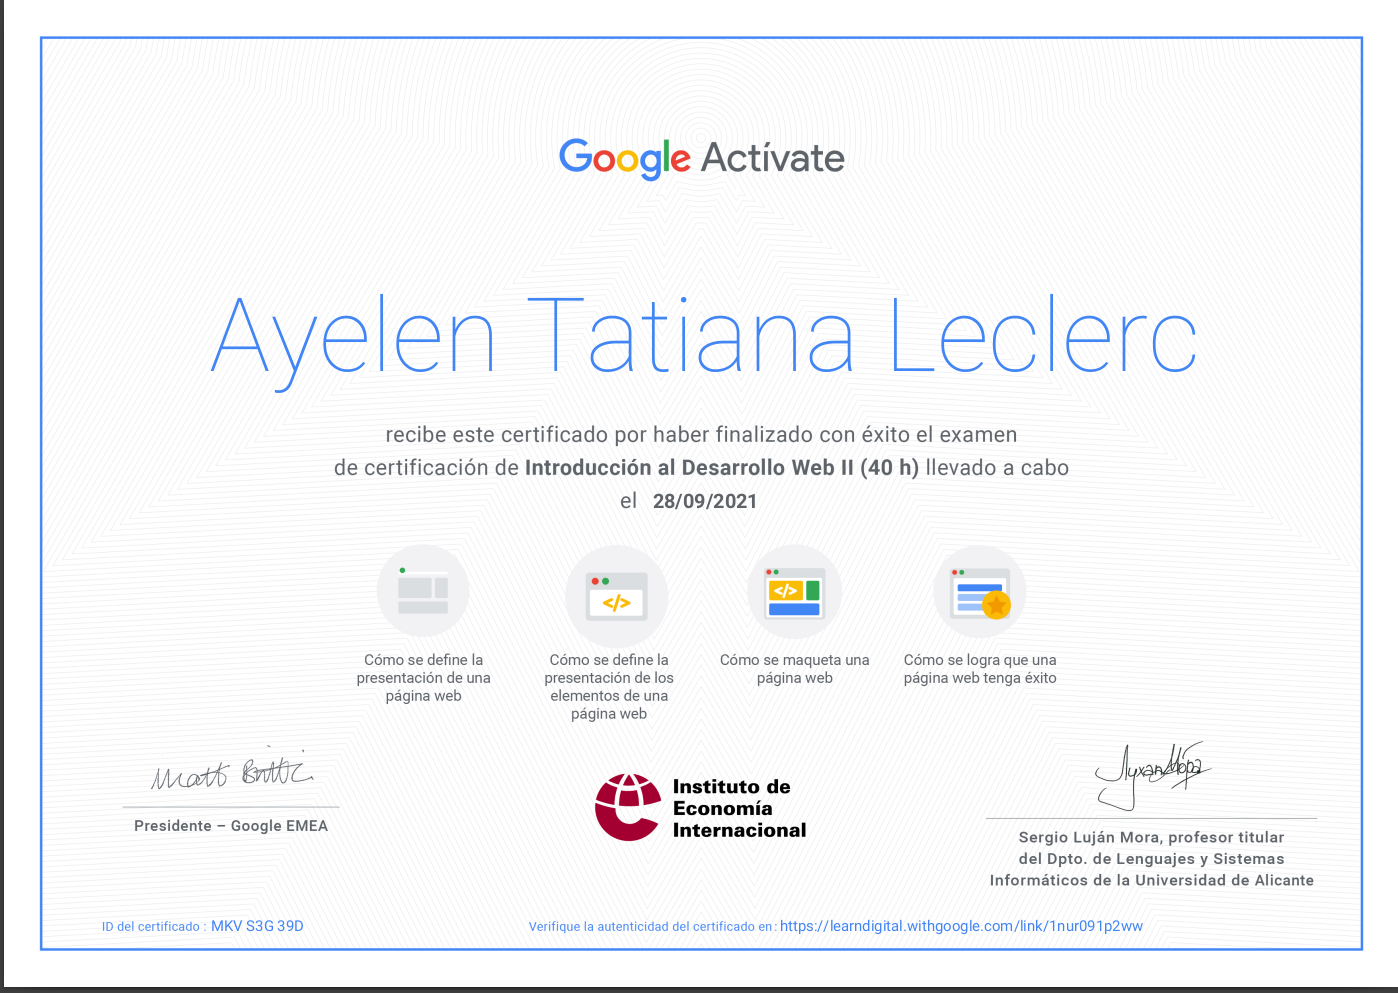 Google Actívate
Ayelen Tatiana Leclerc
recibe este certificado por haber finalizado con éxito el examen
de certificación de Introducción al Desarrollo Web II (40 h) llevado a cabo
el 28/09/2021
</>
</>
Cómo se define la
presentación de una
página web
Cómo se define la
presentación de los
elementos de una
página web
Cómo se maqueta una
página web
Cómo se logra que una
página web tenga éxito
Matt Brittin
Presidente – Google EMEA
Instituto de
Economía
Internacional
Sergio Luján Mora, profesor titular
del Dpto. de Lenguajes y Sistemas
Informáticos de la Universidad de Alicante
ID del certificado : MKV S3G 39D
Verifique la autenticidad del certificado en : https://learndigital.withgoogle.com/link/1nur091p2ww